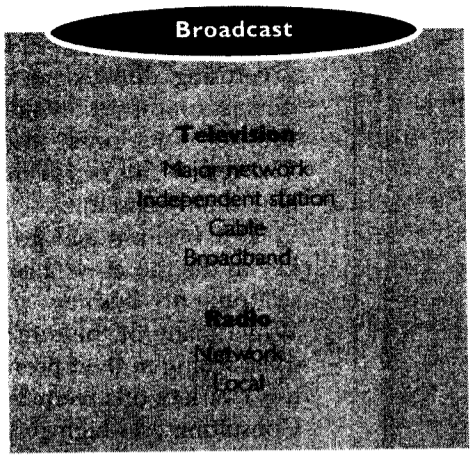 Broadcast
Television
Major network
Independent station
Cable
Broadband
Radio
Network
Local